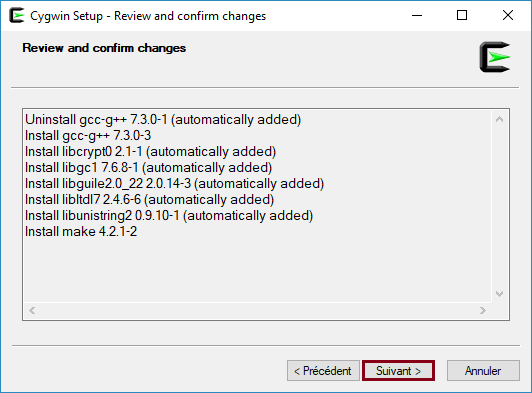 Cygwin Setup - Review and confirm changes
Review and confirm changes
Uninstall gcc-g++ 7.3.0-1 (automatically added)
Install gcc-g++ 7.3.0-3
Install libcrypt0 2.1-1 (automatically added)
Install libgc1 7.6.8-1 (automatically added)
Install libguile2.0_22 2.0.14-3 (automatically added)
Install libltdl7 2.4.6-6 (automatically added)
Install libunistring2 0.9.10-1 (automatically added)
Install make 4.2.1-2
< Précédent
Suivant >
Annuler